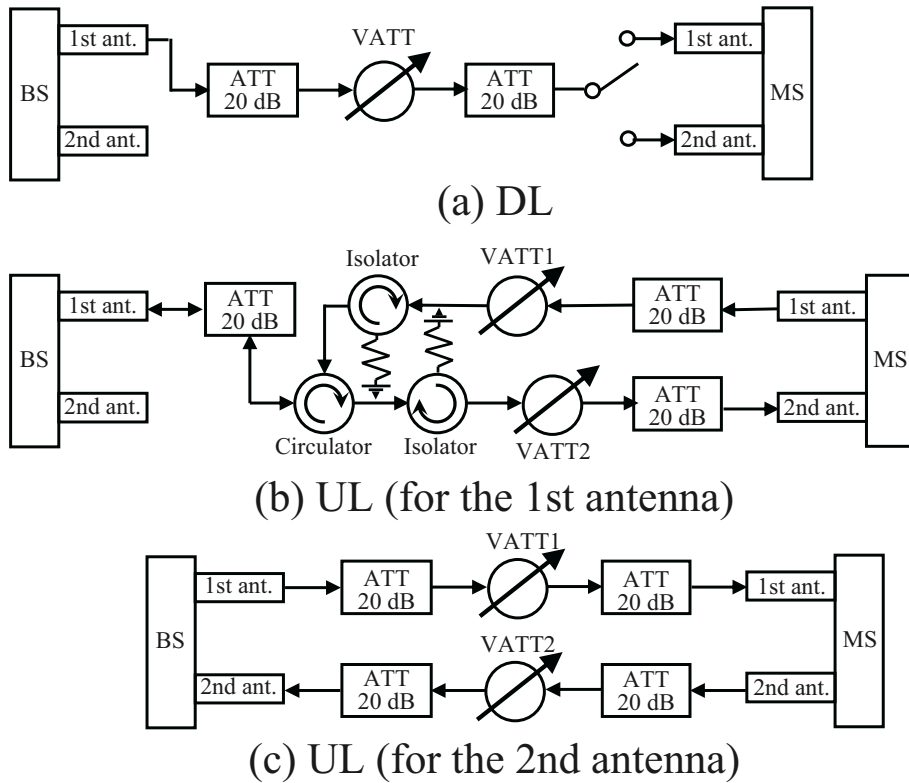 1st ant.
VATT
1st ant.
BS
ATT
20 dB
ATT
20 dB
MS
2nd ant.
2nd ant.
(a) DL
Isolator
VATT1
1st ant.
ATT
20 dB
ATT
20 dB
1st ant.
BS
MS
2nd ant.
ATT
20 dB
2nd ant.
Circulator
Isolator
VATT2
(b) UL (for the 1st antenna)
VATT1
1st ant.
ATT
20 dB
ATT
20 dB
1st ant.
BS
MS
VATT2
2nd ant.
ATT
20 dB
ATT
20 dB
2nd ant.
(c) UL (for the 2nd antenna)